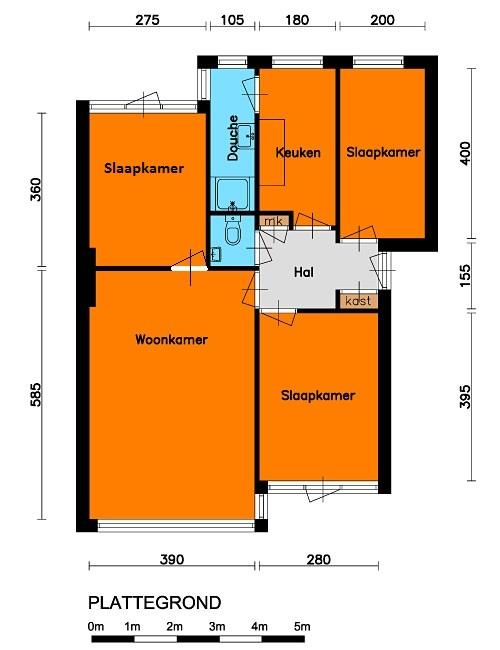 275 105 180 200
Slaapkamer
Douche
Keuken
Slaapkamer
360
400
mk
Hal
155
kast
Woonkamer
Slaapkamer
585
395
390 280
PLATTEGROND
0m 1m 2m 3m 4m 5m